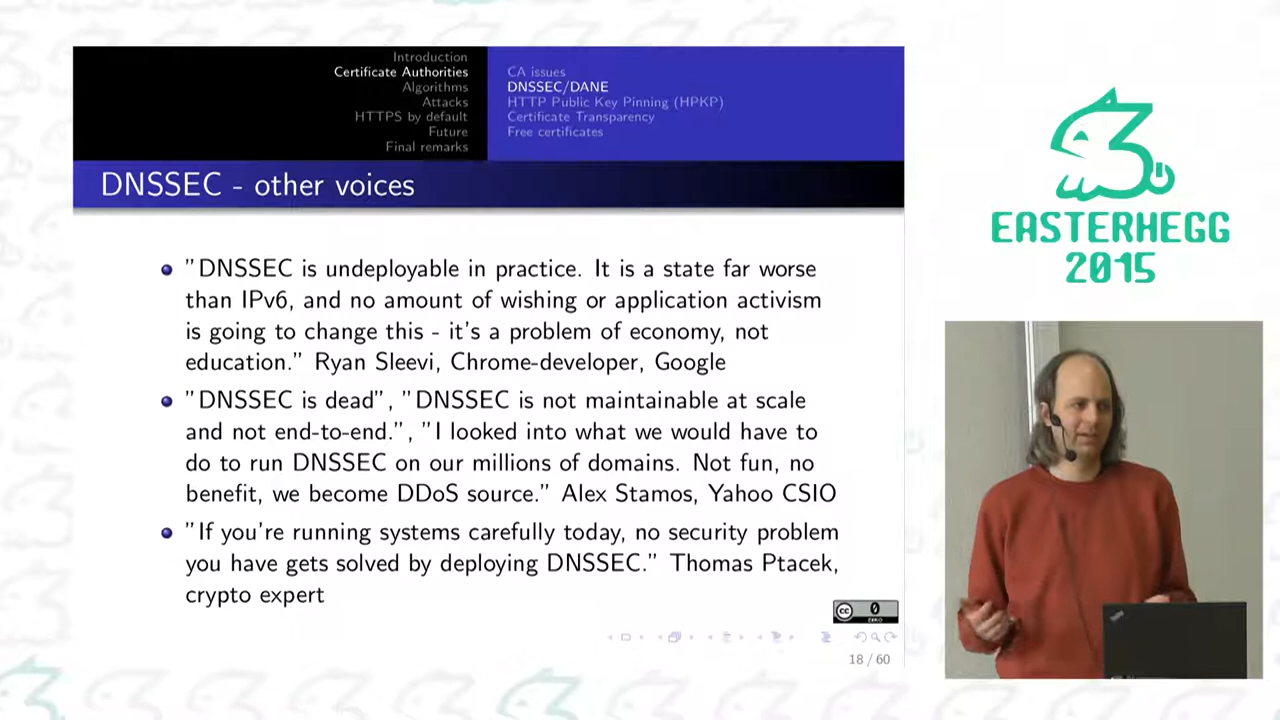 Introduction
Certificate Authorities
Algorithms
Attacks
HTTPS by default
Future
Final remarks
CA issues
DNSSEC/DANE
HTTP Public Key Pinning (HPKP)
Certificate Transparency
Free certificates
DNSSEC - other voices
"DNSSEC is undeployable in practice. It is a state far worse
than IPv6, and no amount of wishing or application activism
is going to change this - it's a problem of economy, not
education." Ryan Sleevi, Chrome-developer, Google
"DNSSEC is dead", "DNSSEC is not maintainable at scale
and not end-to-end.", "I looked into what we would have to
do to run DNSSEC on our millions of domains. Not fun, no
benefit, we become DDoS source." Alex Stamos, Yahoo CSIO
"If you're running systems carefully today, no security problem
you have gets solved by deploying DNSSEC." Thomas Ptacek,
crypto expert
cc 0
ZERO
18 / 60
EASTERHEGG
2015